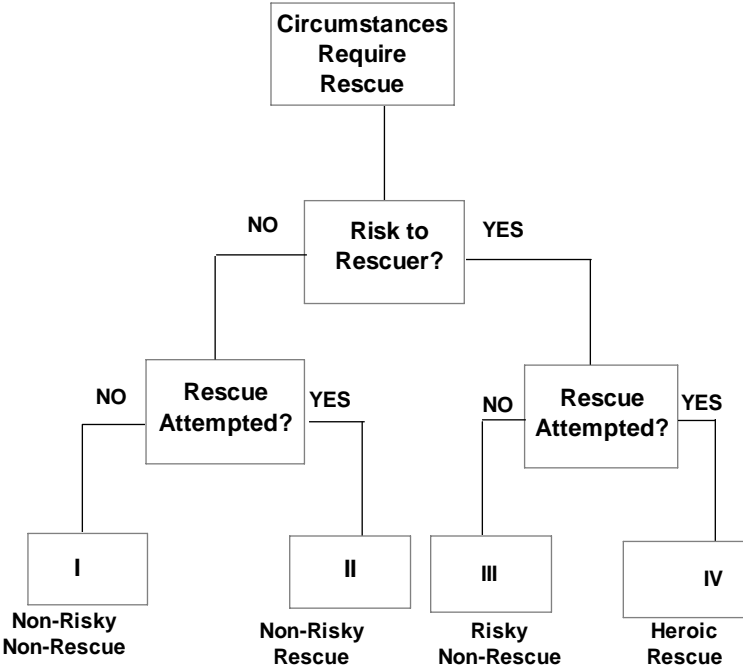 Circumstances
Require
Rescue
NO
Risk to
Rescuer?
YES
NO
Rescue
Attempted?
YES
NO
Rescue
Attempted?
YES
I
II
III
IV
Non-Risky
Non-Rescue
Non-Risky
Rescue
Risky
Non-Rescue
Heroic
Rescue